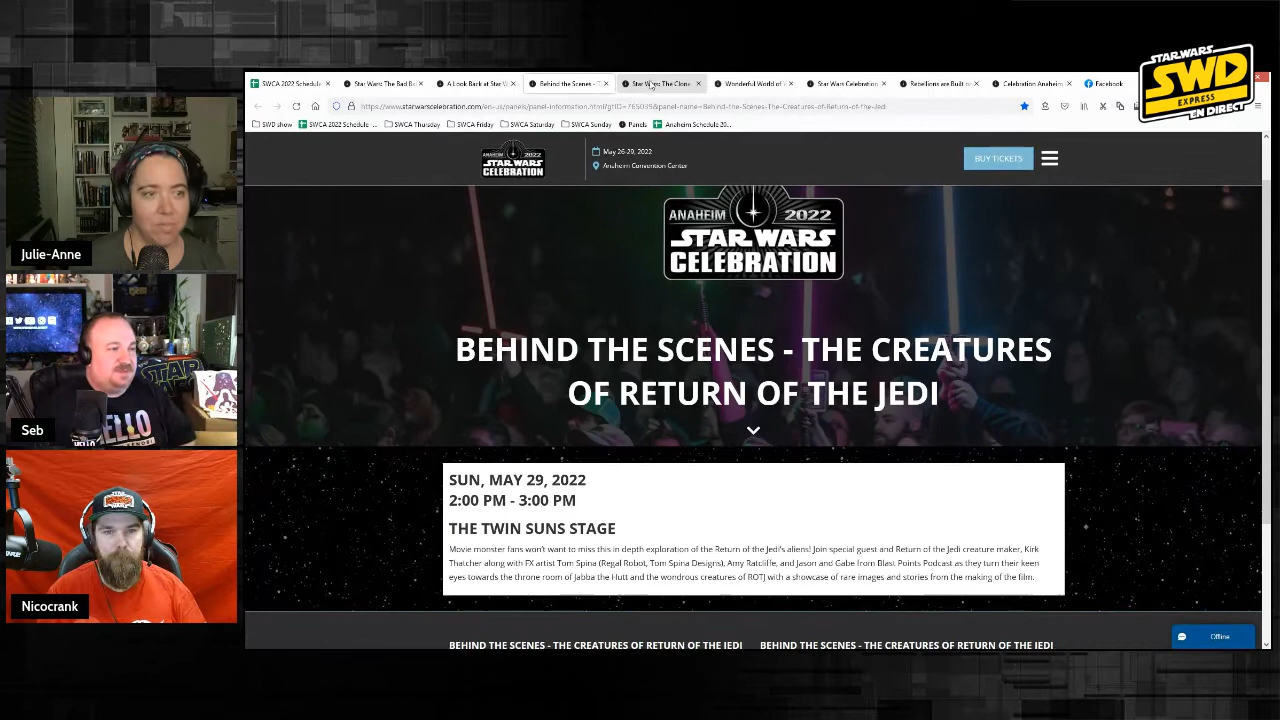 STAR WARS
SWD
EXPRESS
EN DIRECT
SWCA 2022 Schedule
Star Wars: The Bad Ba
A Look Back at Star W
Behind the Scenes - T
Star Wars: The Clone
Wonderful World of
Star Wars Celebration
Rebellions are Built on
Celebration Anaheim
Facebook
https://www.starwarscelebration.com/en-us/panels/panel-information.html?gtID=765039&panel-name=Behind-the-Scenes-The-Creatures-of-Return-of-the-Jedi
SWD show
SWCA 2022 Schedule -...
SWCA Thursday
SWCA Friday
SWCA Saturday
SWCA Sunday
Panels
Anaheim Schedule 20...
ANAHEIM 2022
STAR WARS
CELEBRATION
May 26-29, 2022
Anaheim Convention Center
BUY TICKETS
ANAHEIM 2022
STAR WARS
CELEBRATION
BEHIND THE SCENES - THE CREATURES
OF RETURN OF THE JEDI
SUN, MAY 29, 2022
2:00 PM - 3:00 PM
THE TWIN SUNS STAGE
Movie monster fans won't want to miss this in depth exploration of the Return of the Jedi's aliens! Join special guest and Return of the Jedi creature maker, Kirk
Thatcher along with FX artist Tom Spina (Regal Robot, Tom Spina Designs), Amy Ratcliffe, and Jason and Gabe from Blast Points Podcast as they turn their keen
eyes towards the throne room of Jabba the Hutt and the wondrous creatures of ROTJ with a showcase of rare images and stories from the making of the film.
BEHIND THE SCENES - THE CREATURES OF RETURN OF THE JEDI
BEHIND THE SCENES - THE CREATURES OF RETURN OF THE JEDI
Offline
Julie-Anne
STAR
HELLO
Seb
Nicocrank